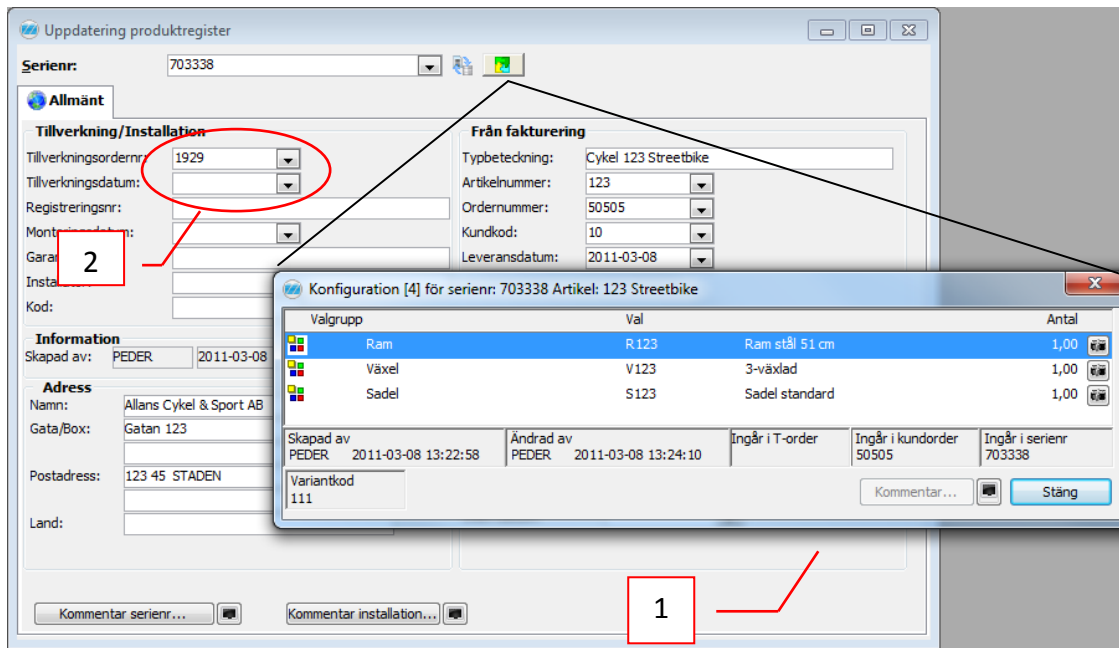 Uppdatering produktregister
Serienr: 703338
Allmänt
Tillverkning/Installation
Tillverkningsordernr: 1929
Tillverkningsdatum:
Registreringsnr:
2
Kod:
Information
Skapad av: PEDER 2011-03-08
Adress
Namn: Allans Cykel & Sport AB
Gata/Box: Gatan 123
Postadress: 123 45 STADEN
Land:
Från fakturering
Typbeteckning: Cykel 123 Streetbike
Artikelnummer: 123
Ordernummer: 50505
Kundkod: 10
Leveransdatum: 2011-03-08
Konfiguration [4] för serienr: 703338 Artikel: 123 Streetbike
Valgrupp Val Antal
Ram R123 Ram stål 51 cm 1,00
Växel V123 3-växlad 1,00
Sadel S123 Sadel standard 1,00
Skapad av Ändrad av Ingår i T-order Ingår i kundorder Ingår i serienr
PEDER 2011-03-08 13:22:58 PEDER 2011-03-08 13:24:10 50505 703338
Variantkod
111
Kommentar... Stäng
1
Kommentar serienr... Kommentar installation...